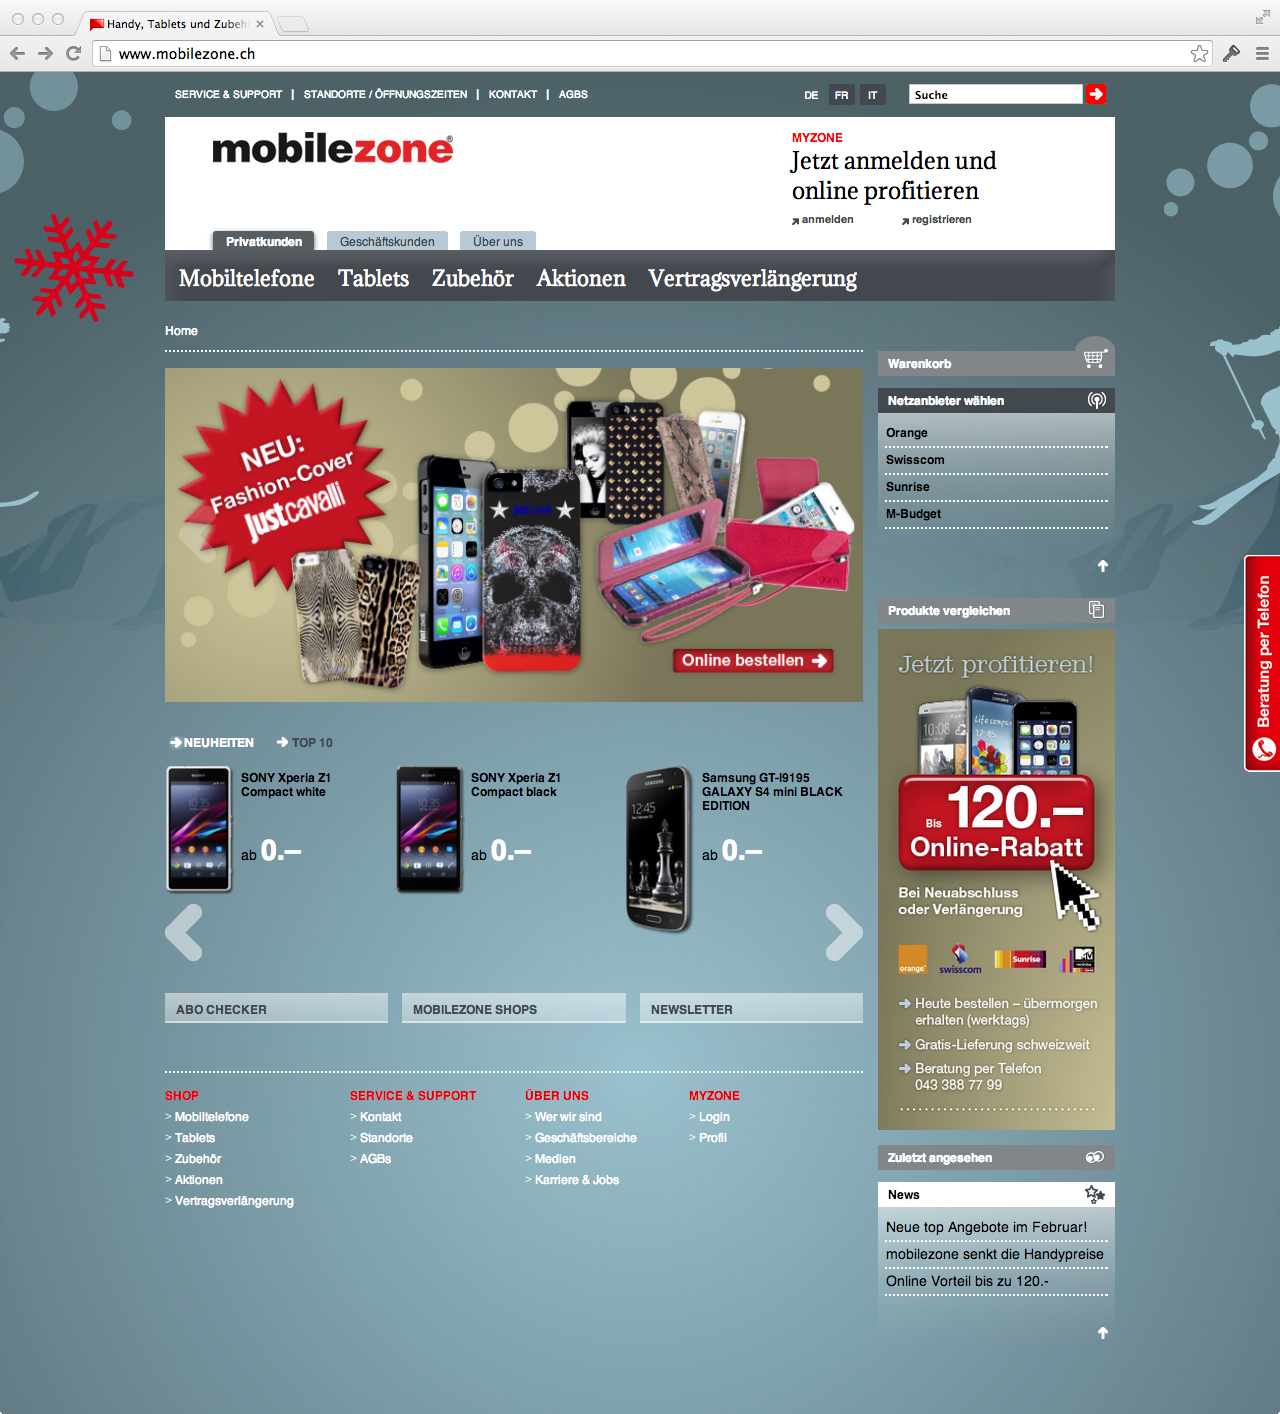 Handy, Tablets und Zubeh
www.mobilezone.ch
SERVICE & SUPPORT | STANDORTE / ÖFFNUNGSZEITEN | KONTAKT | AGBS
DE FR IT
Suche
mobilezone®
MYZONE
Jetzt anmelden und
online profitieren
anmelden registrieren
Privatkunden Geschäftskunden Über uns
Mobiltelefone Tablets Zubehör Aktionen Vertragsverlängerung
Home
NEU:
Fashion-Cover
justcavalli
Online bestellen
NEUHEITEN TOP 10
SONY Xperia Z1
Compact white
ab 0.–
SONY Xperia Z1
Compact black
ab 0.–
Samsung GT-I9195
GALAXY S4 mini BLACK
EDITION
ab 0.–
ABO CHECKER
MOBILEZONE SHOPS
NEWSLETTER
SHOP
> Mobiltelefone
> Tablets
> Zubehör
> Aktionen
> Vertragsverlängerung
SERVICE & SUPPORT
> Kontakt
> Standorte
> AGBs
ÜBER UNS
> Wer wir sind
> Geschäftsbereiche
> Medien
> Karriere & Jobs
MYZONE
> Login
> Profil
Warenkorb
Netzanbieter wählen
Orange
Swisscom
Sunrise
M-Budget
Produkte vergleichen
Jetzt profitieren!
Bis 120.–
Online-Rabatt
Bei Neuabschluss
oder Verlängerung
orange swisscom Sunrise MTV
Heute bestellen – übermorgen
erhalten (werktags)
Gratis-Lieferung schweizweit
Beratung per Telefon
043 388 77 99
Zuletzt angesehen
News
Neue top Angebote im Februar!
mobilezone senkt die Handypreise
Online Vorteil bis zu 120.-
Beratung per Telefon